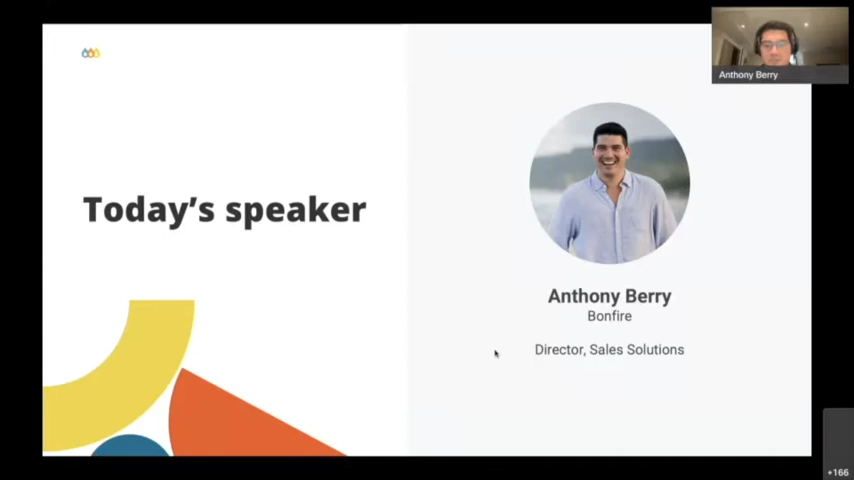 Today's speaker
Anthony Berry
Bonfire
Director, Sales Solutions
Anthony Berry
+166